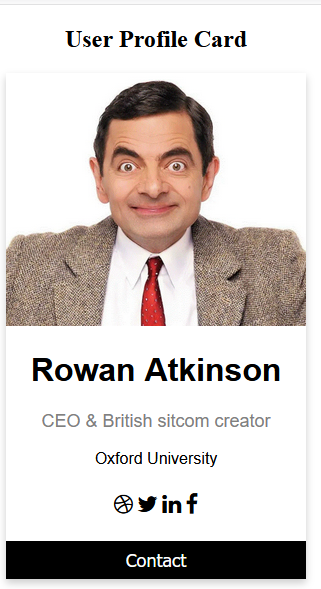 User Profile Card
Rowan Atkinson
CEO & British sitcom creator
Oxford University
Contact